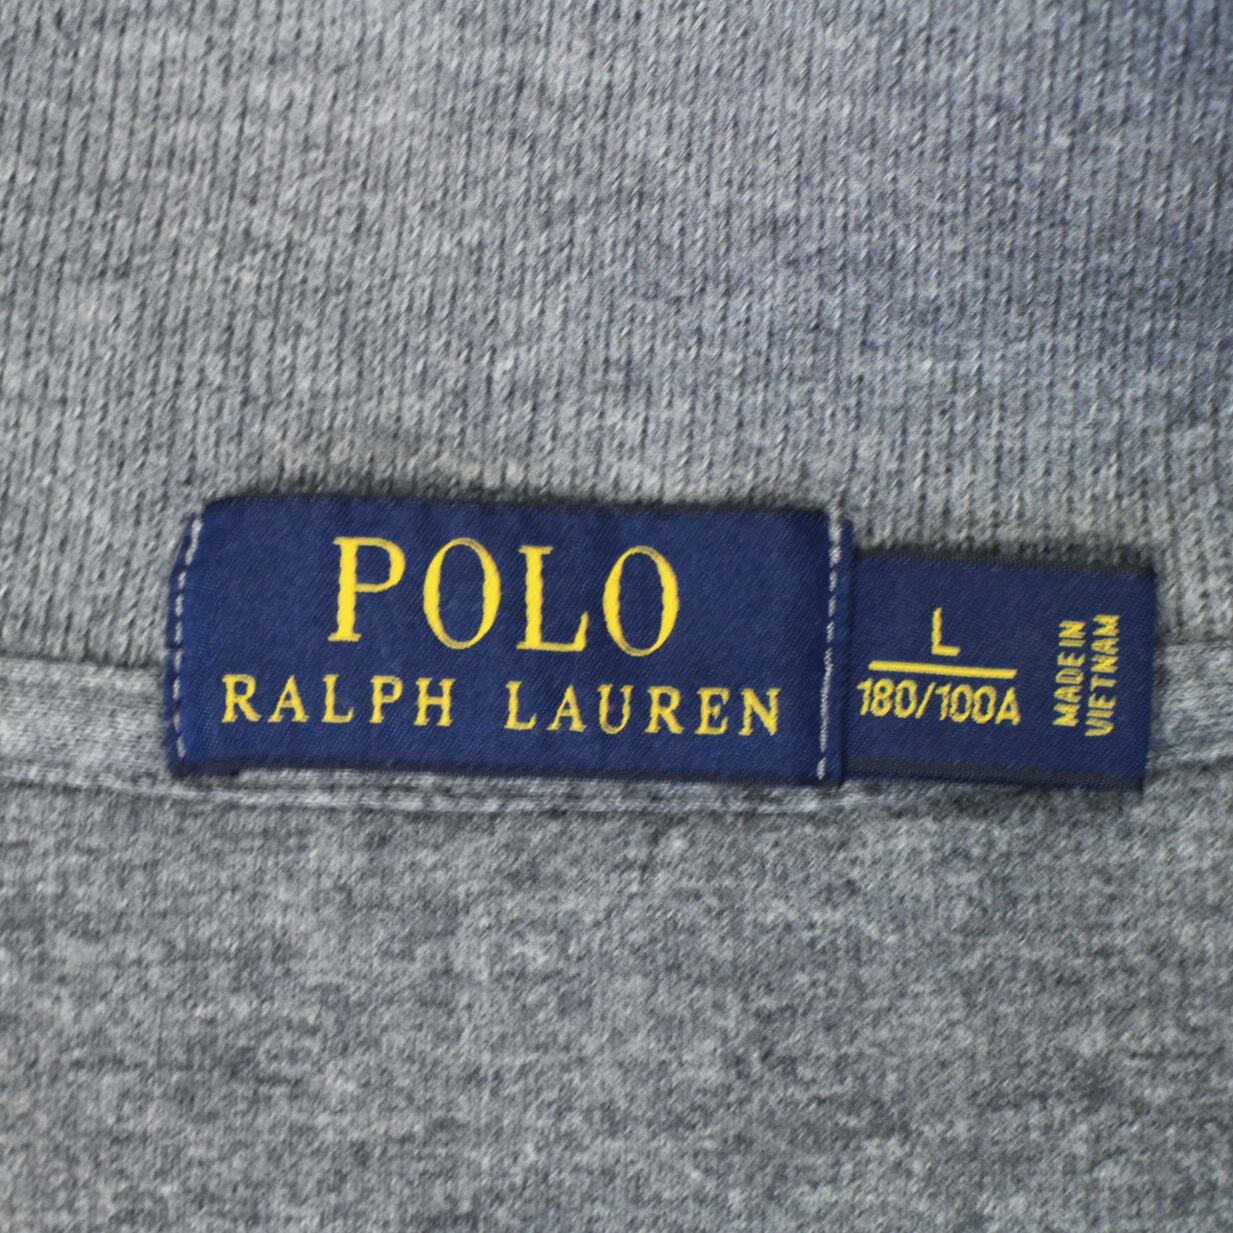 POLO
RALPH LAUREN
L
180/100A
MADE IN
VIETNAM